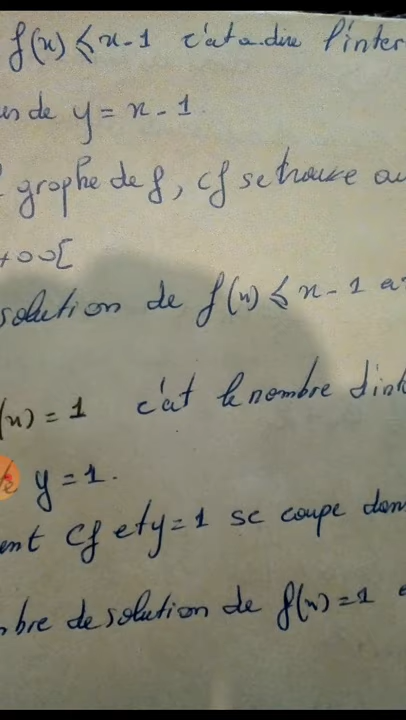 f(x) ⩽ x-1 c'est a.dire l'inter
de y = x - 1.
graphe de f, Cf se trouve au
+∞[
solution de f(x) ⩽ x-1
(x) = 1 c'est le nombre d'int
y = 1.
ent Cf et y = 1 se coupe dan
mbre de solution de f(x) = 1